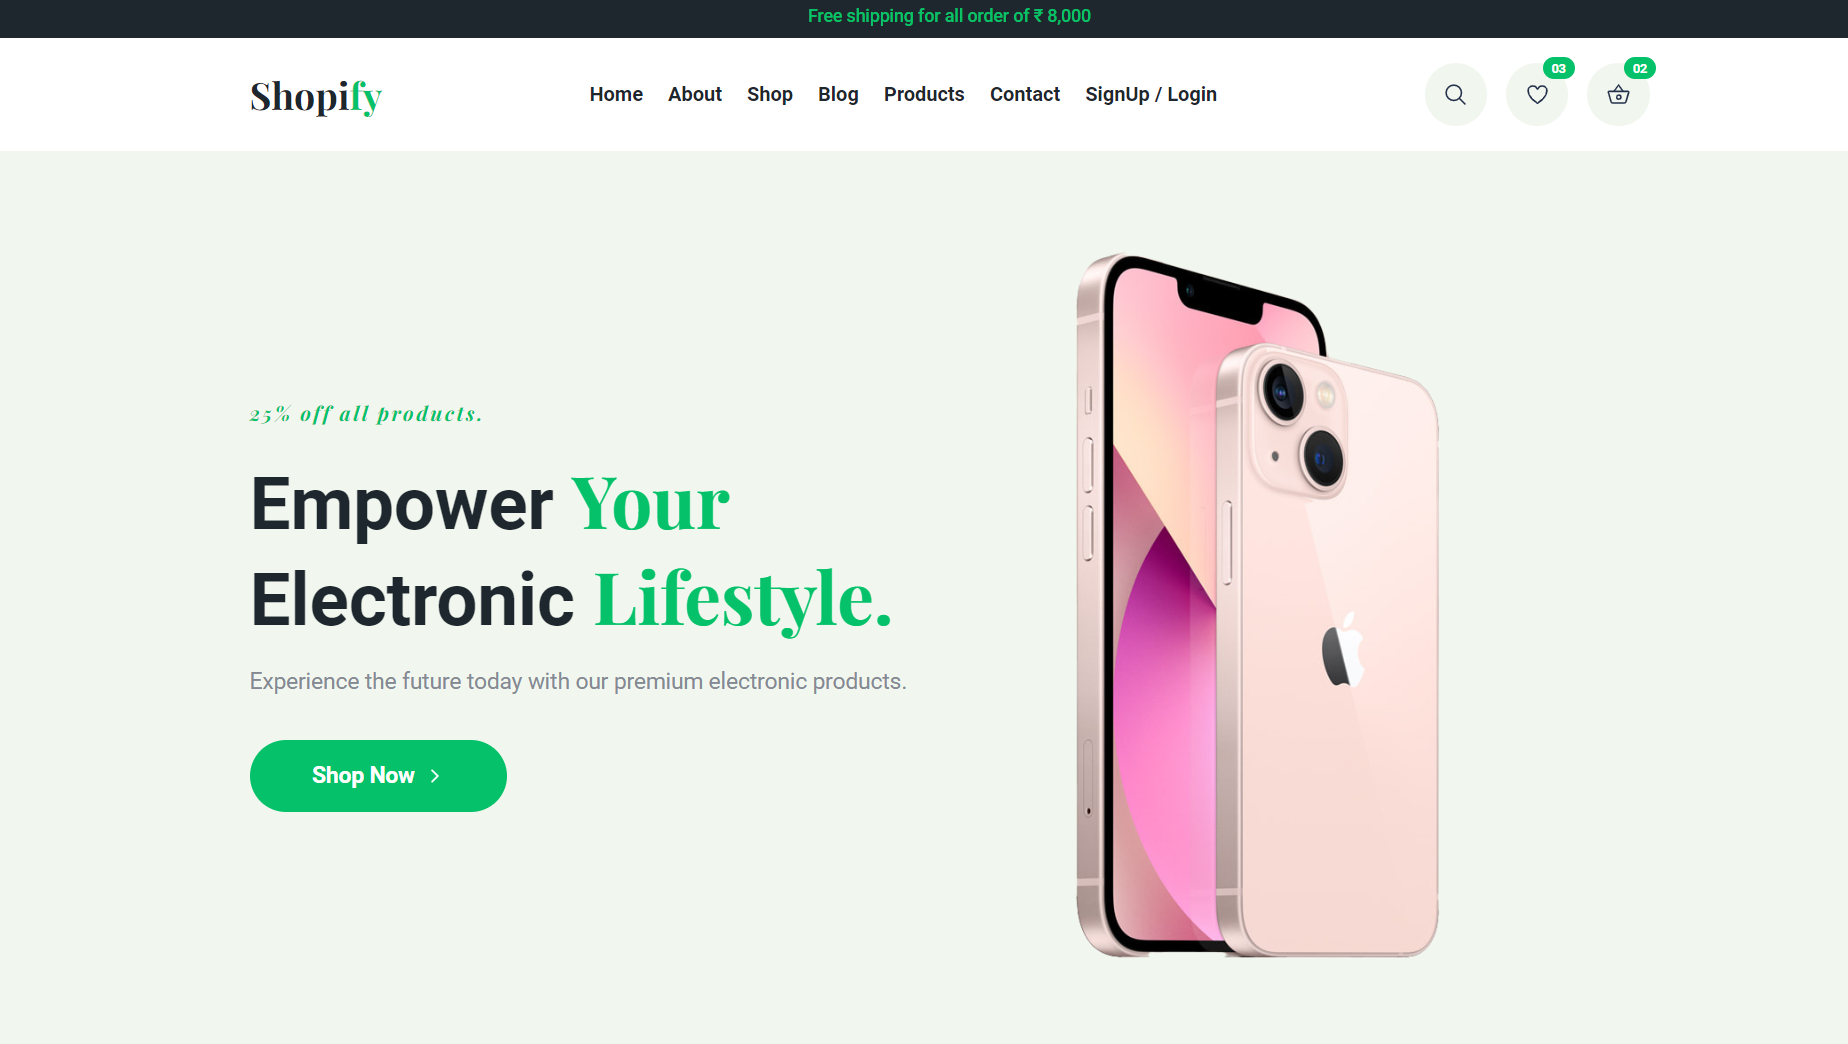 Free shipping for all order of ₹ 8,000
Shopify
Home About Shop Blog Products Contact SignUp / Login
03 02
25% off all products.
Empower Your
Electronic Lifestyle.
Experience the future today with our premium electronic products.
Shop Now